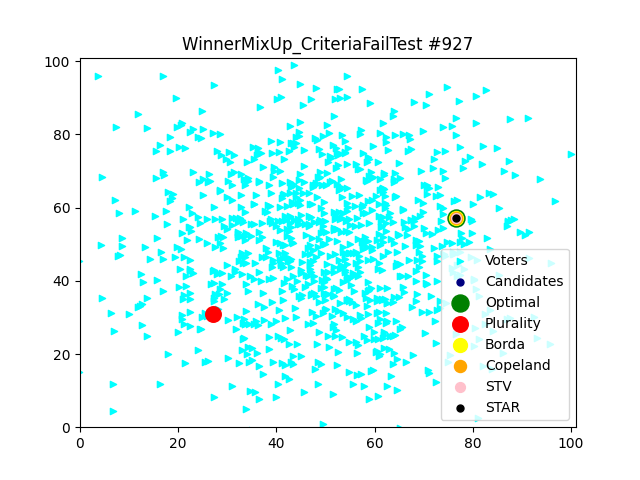 WinnerMixUp_CriteriaFailTest #927
100
80
60
40
20
0
0
20
40
60
80
100
Voters
Candidates
Optimal
Plurality
Borda
Copeland
STV
STAR